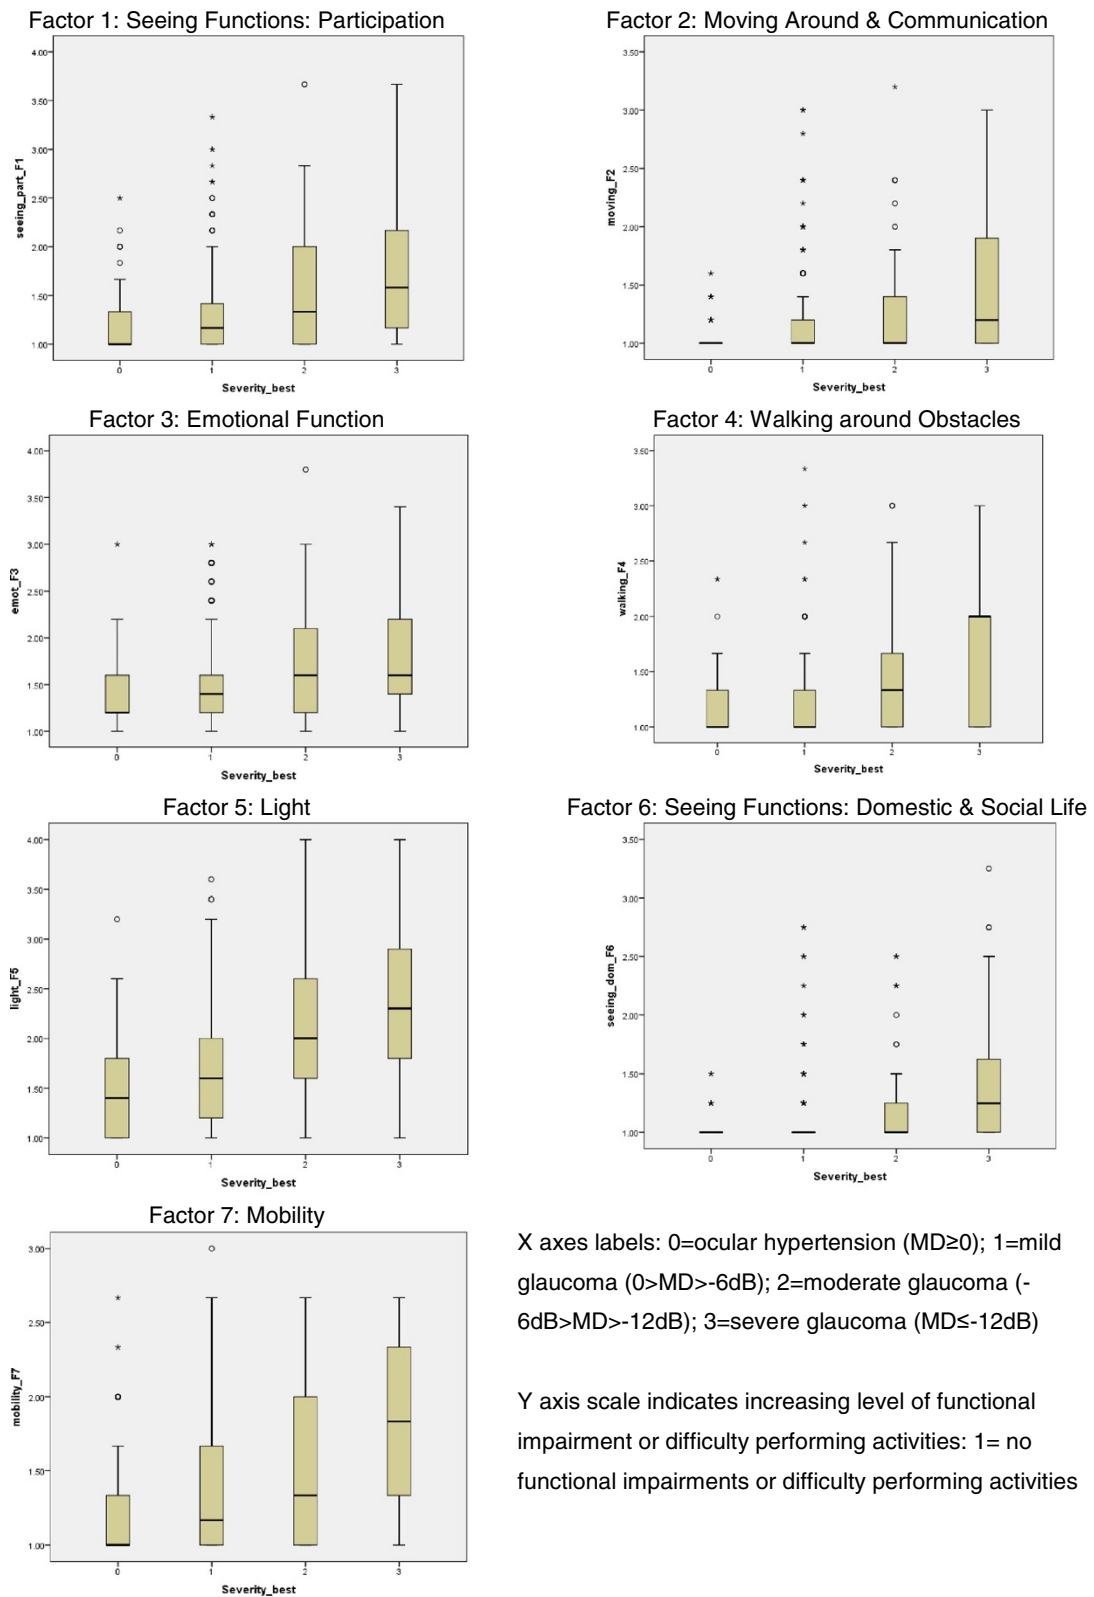 Factor 1: Seeing Functions: Participation
4.00
3.50
3.00
2.50
2.00
1.50
1.00
seeing_part_F1
0 1 2 3
Severity_best
Factor 2: Moving Around & Communication
3.50
3.00
2.50
2.00
1.50
1.00
moving_F2
0 1 2 3
Severity_best
Factor 3: Emotional Function
4.00
3.50
3.00
2.50
2.00
1.50
1.00
emot_F3
0 1 2 3
Severity_best
Factor 4: Walking around Obstacles
3.50
3.00
2.50
2.00
1.50
1.00
walking_F4
0 1 2 3
Severity_best
Factor 5: Light
4.00
3.50
3.00
2.50
2.00
1.50
1.00
light_F5
0 1 2 3
Severity_best
Factor 6: Seeing Functions: Domestic & Social Life
3.50
3.00
2.50
2.00
1.50
1.00
seeing_dom_F6
0 1 2 3
Severity_best
Factor 7: Mobility
3.00
2.50
2.00
1.50
1.00
mobility_F7
0 1 2 3
Severity_best
X axes labels: 0=ocular hypertension (MD≥0); 1=mild
glaucoma (0>MD>-6dB); 2=moderate glaucoma (-
6dB>MD>-12dB); 3=severe glaucoma (MD≤-12dB)
Y axis scale indicates increasing level of functional
impairment or difficulty performing activities: 1= no
functional impairments or difficulty performing activities